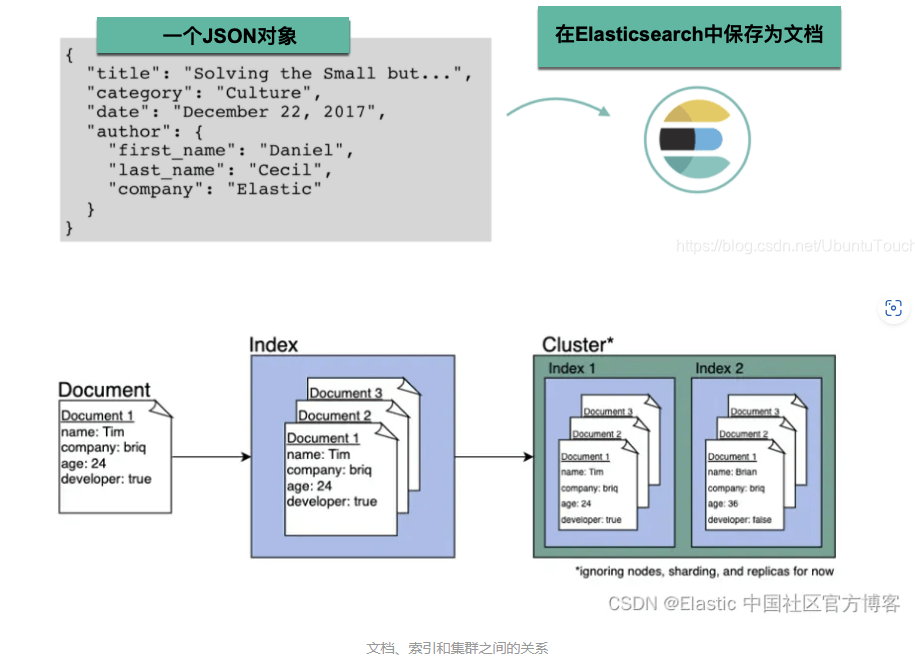 一个JSON对象
在Elasticsearch中保存为文档
{
"title": "Solving the Small but...",
"category": "Culture",
"date": "December 22, 2017",
"author": {
"first_name": "Daniel",
"last_name": "Cecil",
"company": "Elastic"
}
}
https://blog.csdn.net/UbuntuTouch
Document
Document 1
name: Tim
company: briq
age: 24
developer: true
Index
Document 3
Document 2
Document 1
name: Tim
company: briq
age: 24
developer: true
Cluster*
Index 1
Document 3
Document 2
Document 1
name: Tim
company: briq
age: 24
developer: true
Index 2
Document 3
Document 2
Document 1
name: Brian
company: briq
age: 36
developer: false
*ignoring nodes, sharding, and replicas for now
CSDN @Elastic 中国社区官方博客
文档、索引和集群之间的关系